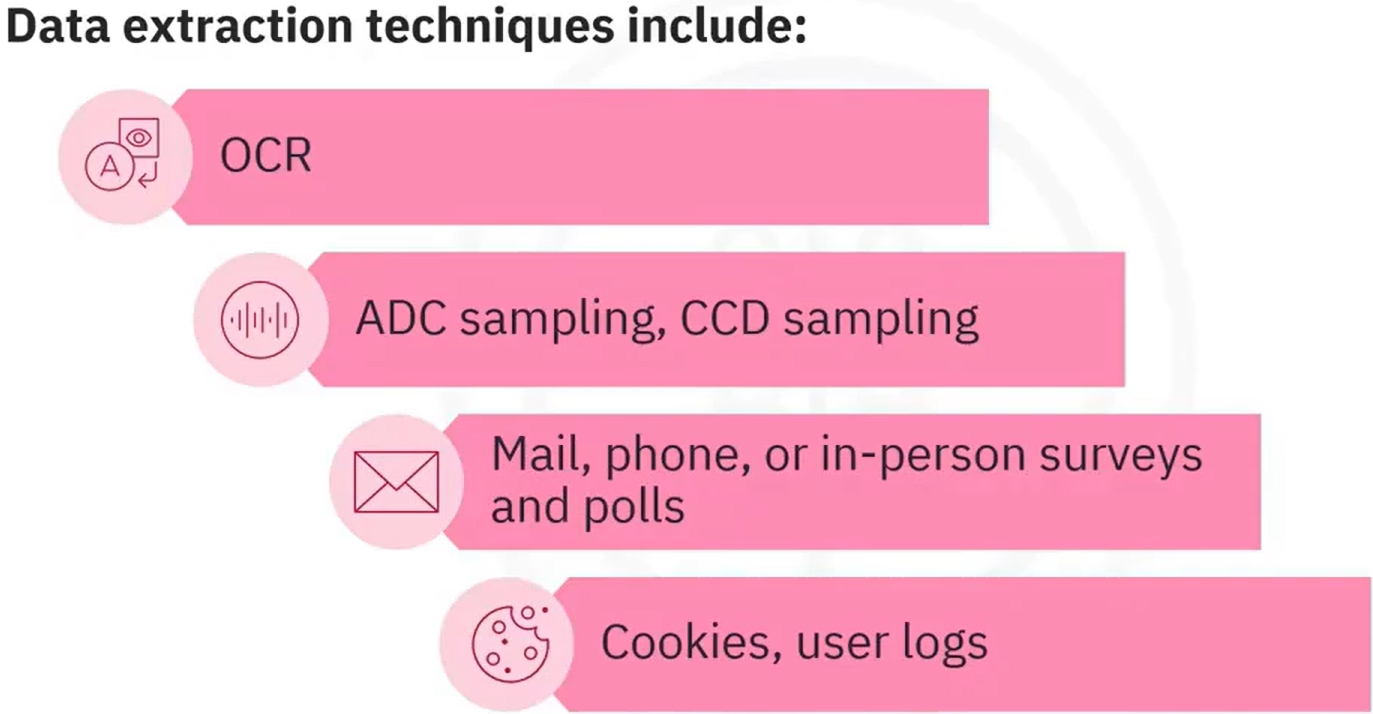 Data extraction techniques include:
OCR
ADC sampling, CCD sampling
Mail, phone, or in-person surveys
and polls
Cookies, user logs